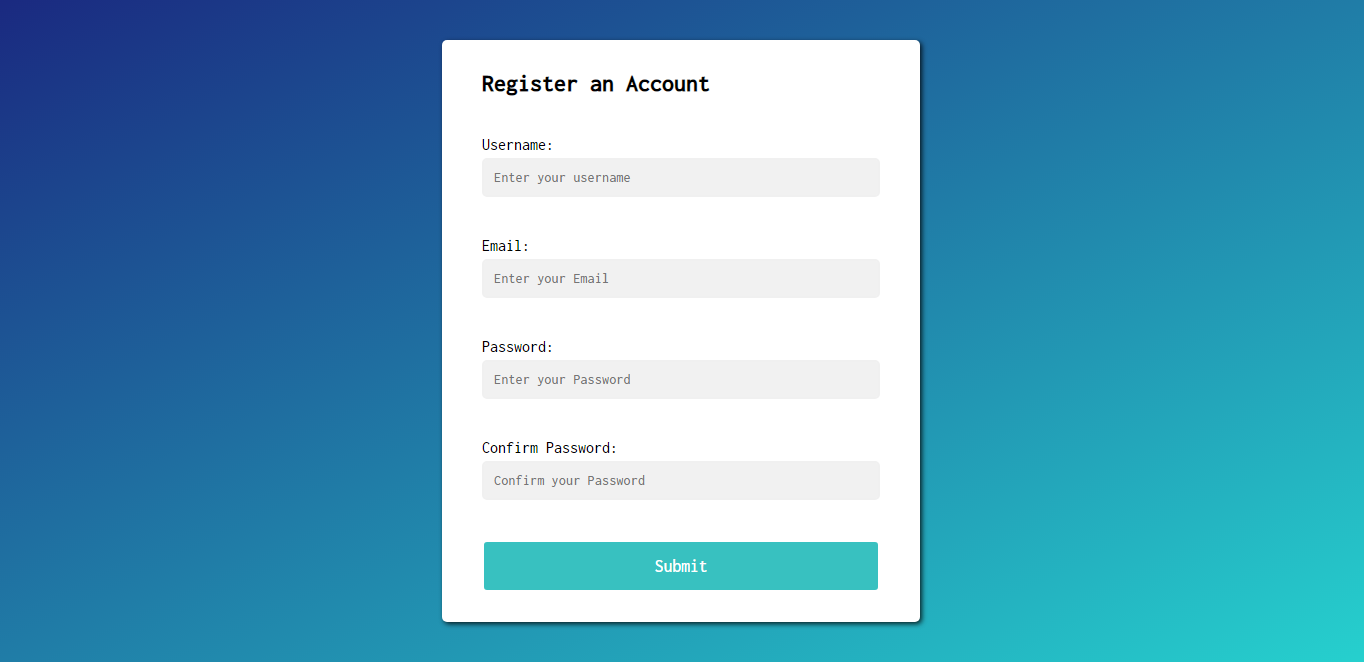 Register an Account
Username:
Enter your username
Email:
Enter your Email
Password:
Enter your Password
Confirm Password:
Confirm your Password
Submit